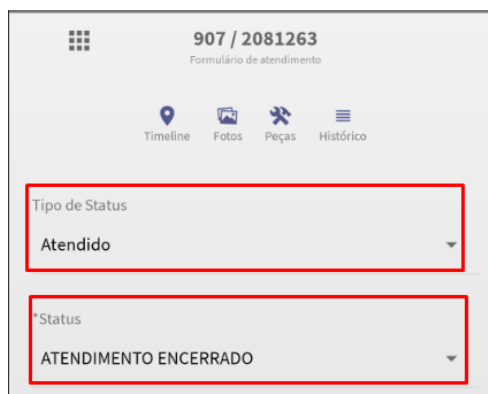 907 / 2081263
Formulário de atendimento
Timeline Fotos Peças Histórico
Tipo de Status
Atendido
*Status
ATENDIMENTO ENCERRADO